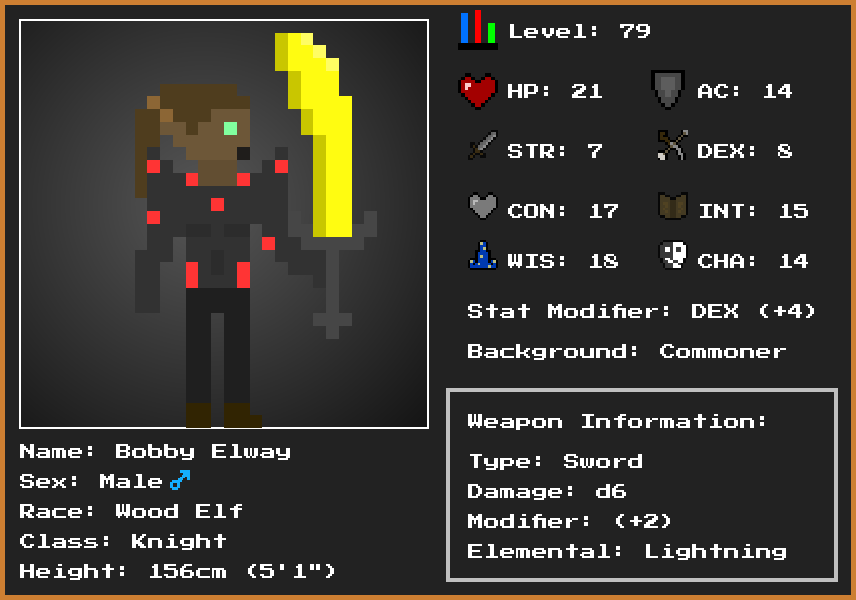 Level: 79
HP: 21
AC: 14
STR: 7
DEX: 8
CON: 17
INT: 15
WIS: 18
CHA: 14
Stat Modifier: DEX (+4)
Background: Commoner
Weapon Information:
Type: Sword
Damage: d6
Modifier: (+2)
Elemental: Lightning
Name: Bobby Elway
Sex: Male♂
Race: Wood Elf
Class: Knight
Height: 156cm (5'1")